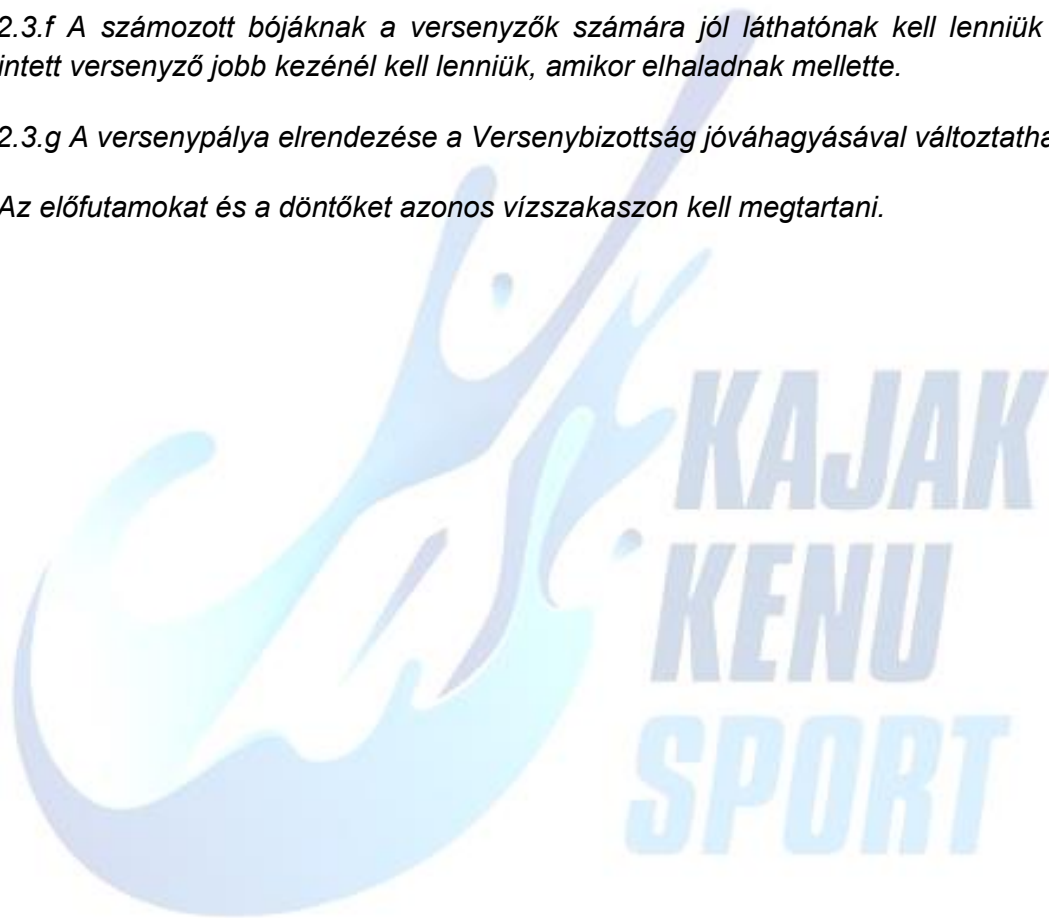 2.3.f A számozott bójáknak a versenyzők számára jól láthatónak kell lenniük
intett versenyző jobb kezénél kell lenniük, amikor elhaladnak mellette.
2.3.g A versenypálya elrendezése a Versenybizottság jóváhagyásával változtatha
Az előfutamokat és a döntőket azonos vízszakaszon kell megtartani.
KAJAK
KENU
SPORT